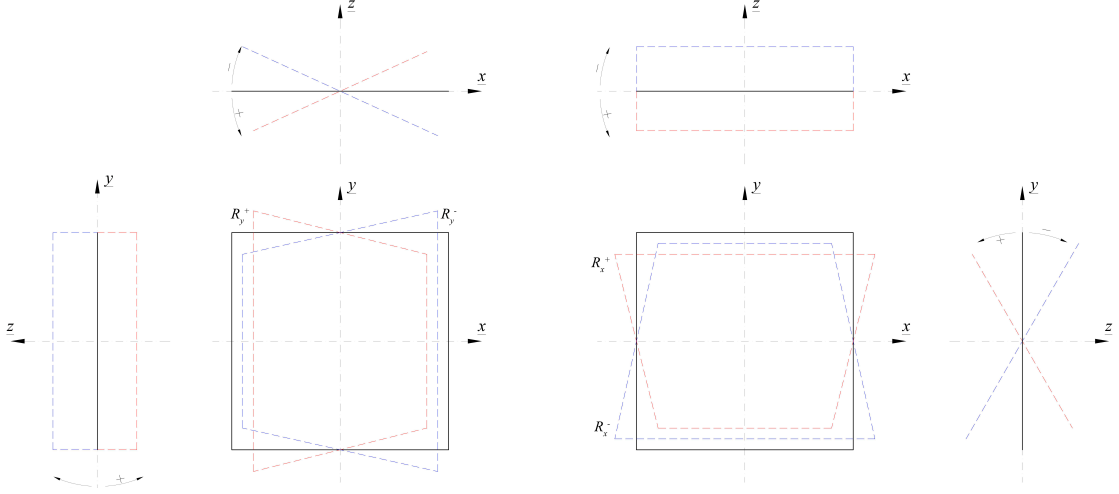 z
z
−
+
x
−
+
x
y
y
y
R_y^+
R_y^-
−
+
R_x^+
z
x
x
z
R_x^-
+